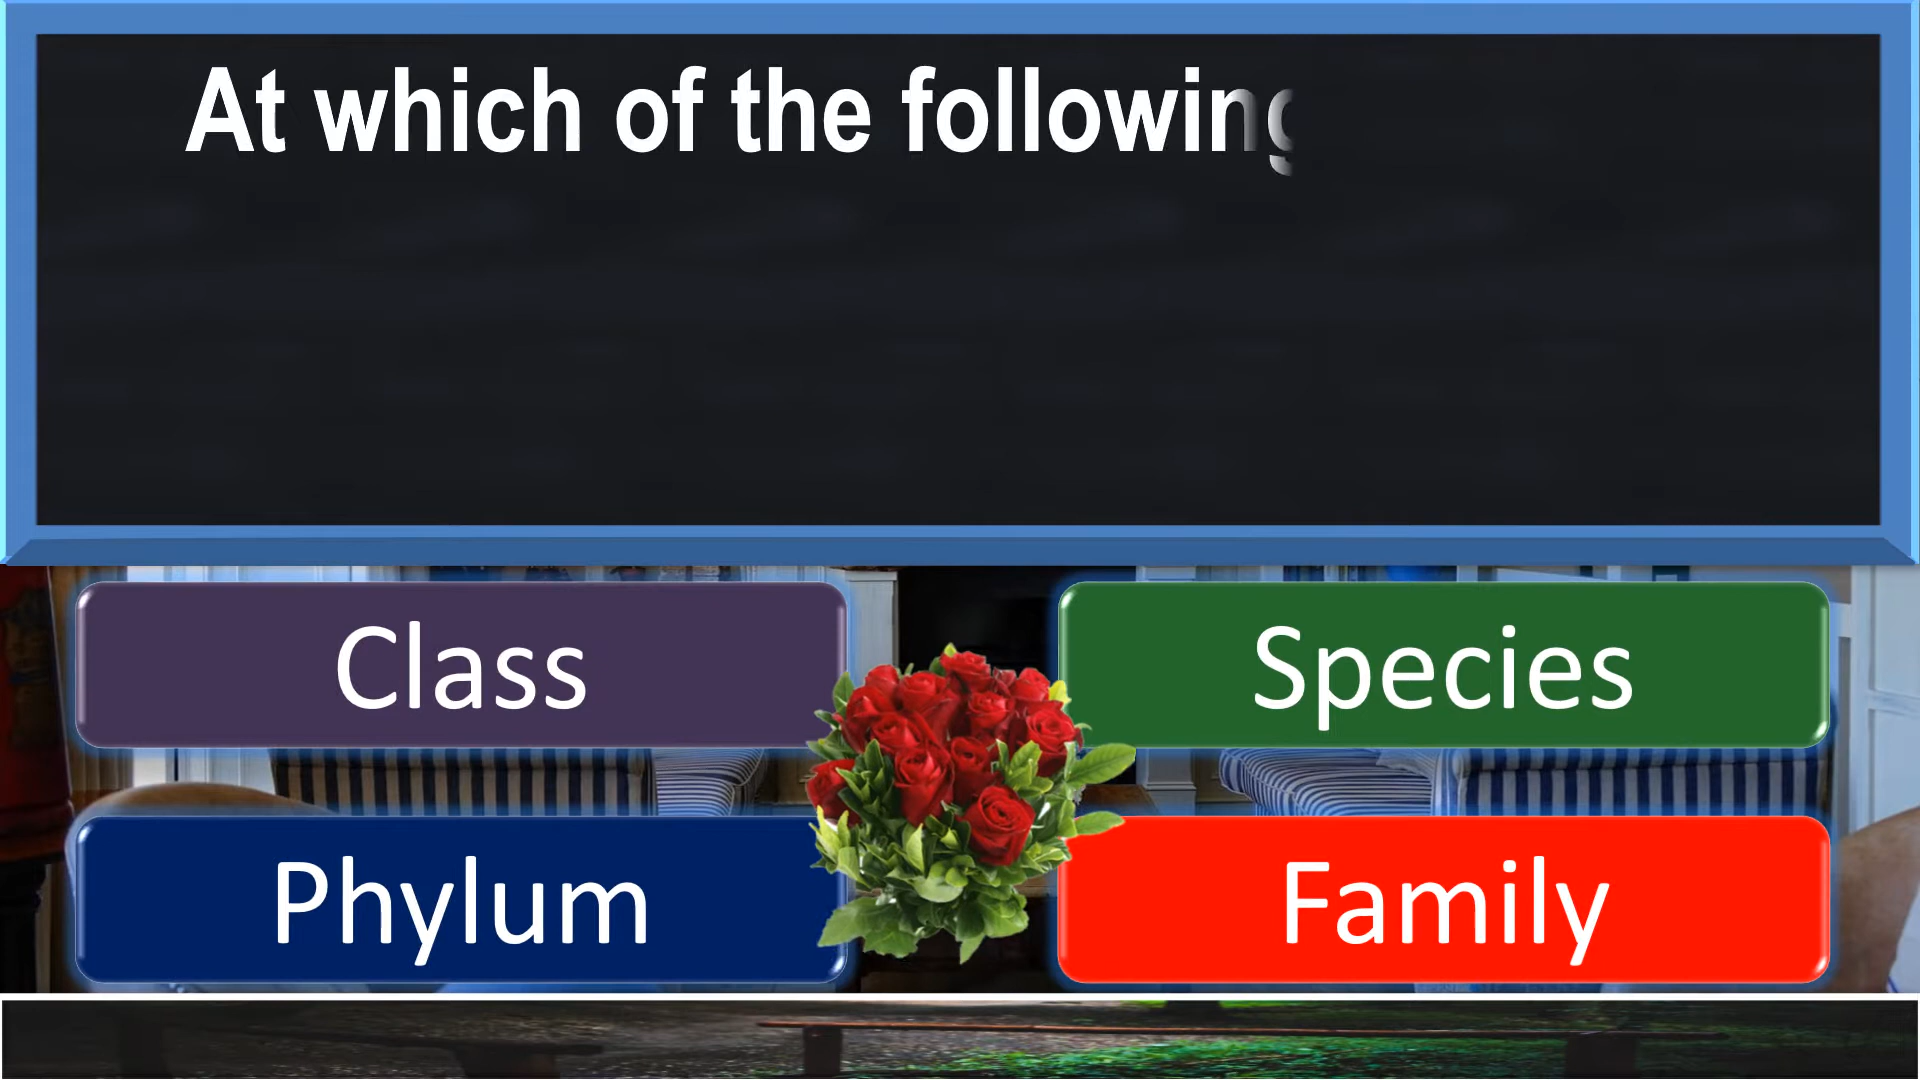 At which of the following
Class
Species
Phylum
Family